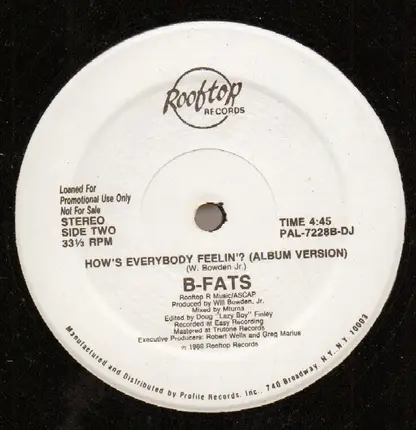 Rooftop
RECORDS
Loaned For
Promotional Use Only
Not For Sale
STEREO
SIDE TWO
33⅓ RPM
TIME 4:45
PAL-7228B-DJ
HOW'S EVERYBODY FEELIN'? (ALBUM VERSION)
(W. Bowden Jr.)
B-FATS
Rooftop R Music/ASCAP
Produced by Will Bowden, Jr.
Mixed by Mturna
Edited by Doug "Lazy Boy" Finley
Recorded at Easy Recording
Mastered at Trutone Records
Executive Producers: Robert Wells and Greg Marius
℗ 1988 Rooftop Records
Manufactured and Distributed by Profile Records, Inc., 740 Broadway, N.Y., N.Y. 10003